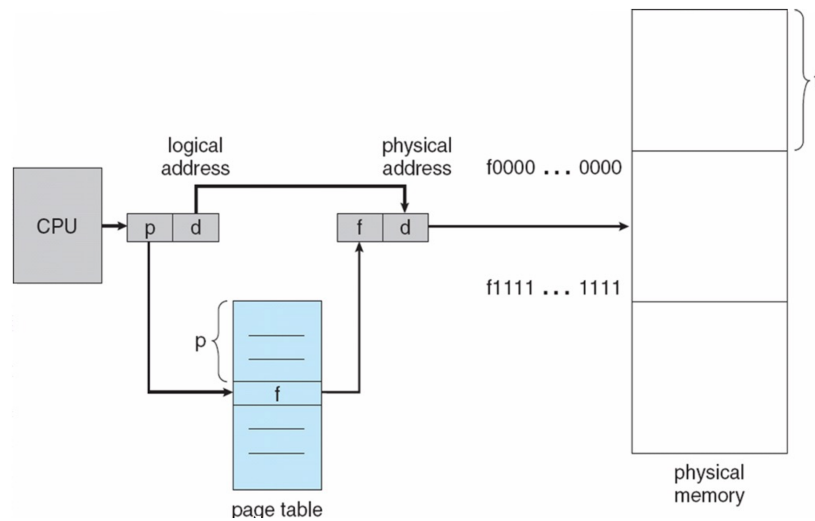 logical
address
physical
address
f0000 ... 0000
CPU
p
d
f
d
f1111 ... 1111
p
f
physical
memory
page table